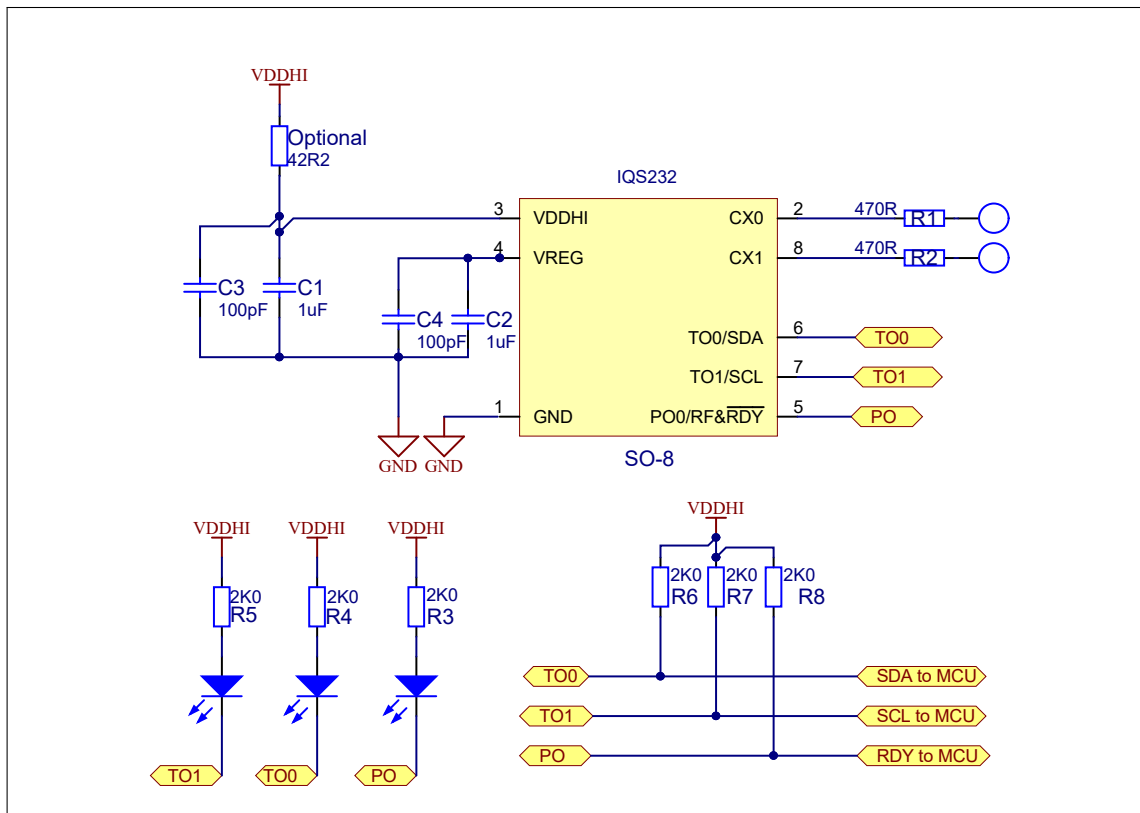 VDDHI
Optional
42R2
IQS232
3
VDDHI
CX0
2
470R
R1
4
VREG
CX1
8
470R
R2
C3
100pF
C1
1uF
C4
100pF
C2
1uF
TO0/SDA
6
TO0
TO1/SCL
7
TO1
1
GND
PO0/RF&RDY
5
PO
GND
GND
SO-8
VDDHI
VDDHI
VDDHI
VDDHI
2K0
R5
2K0
R4
2K0
R3
2K0
R6
2K0
R7
2K0
R8
TO0
SDA to MCU
TO1
SCL to MCU
PO
RDY to MCU
TO1
TO0
PO